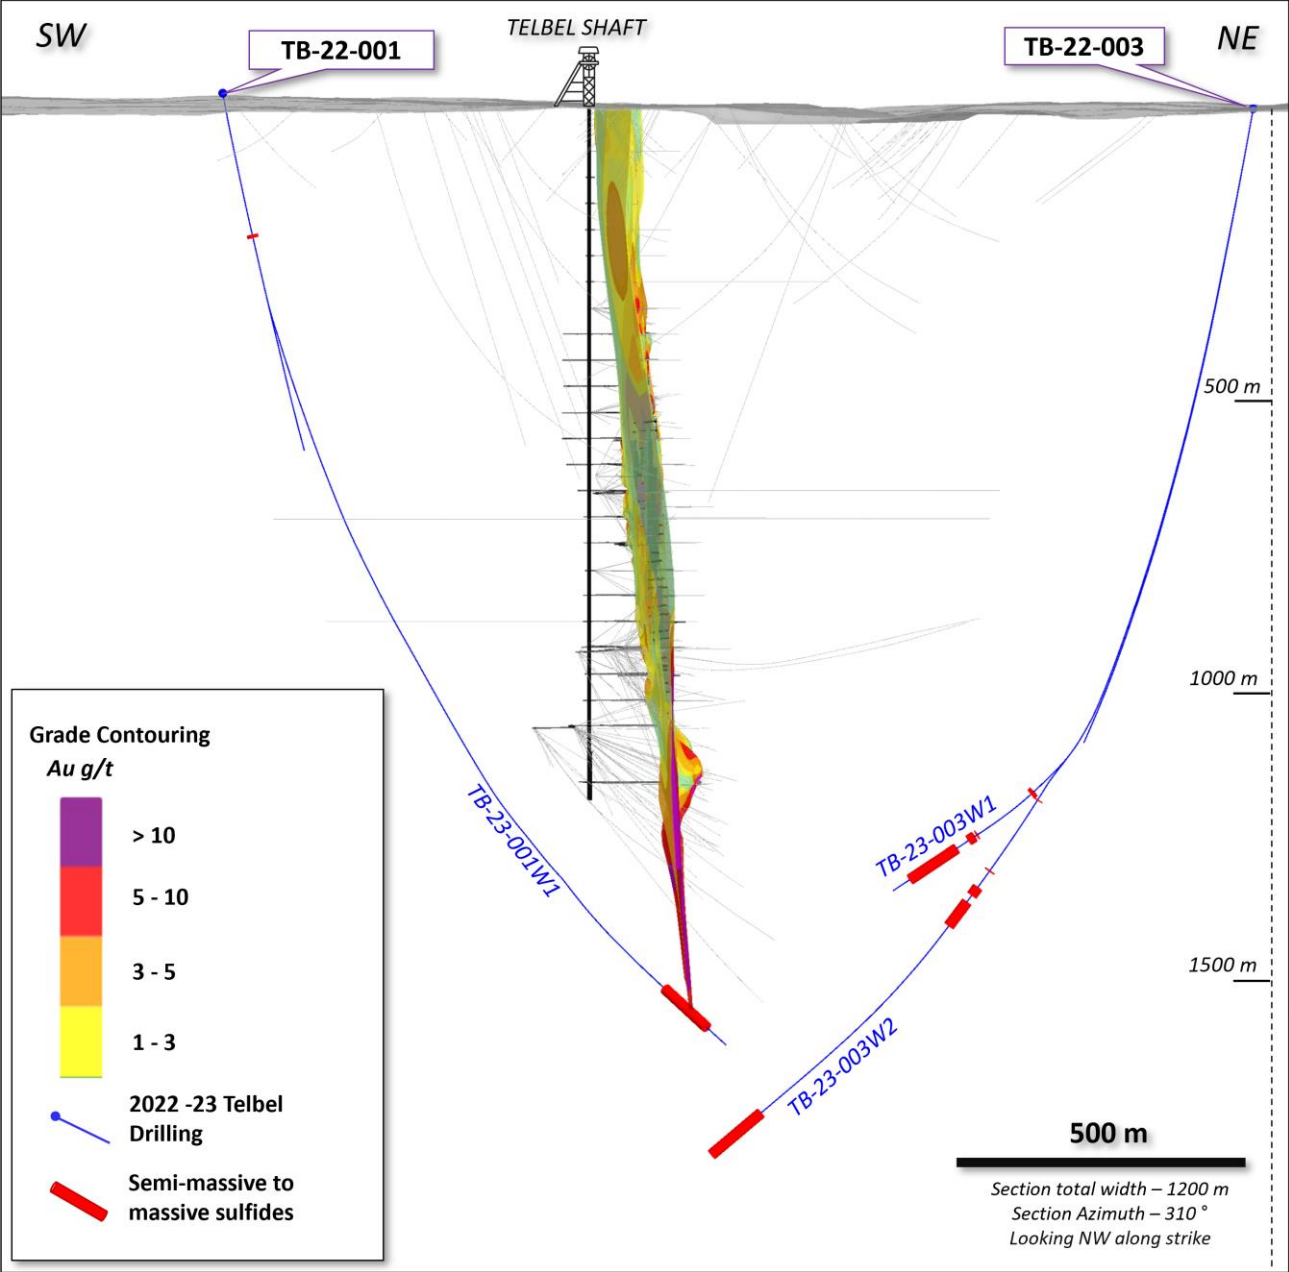 SW
TELBEL SHAFT
NE
TB-22-001
TB-22-003
500 m
1000 m
1500 m
TB-23-001W1
TB-23-003W1
TB-23-003W2
Grade Contouring
Au g/t
> 10
5 - 10
3 - 5
1 - 3
2022 -23 Telbel
Drilling
Semi-massive to
massive sulfides
500 m
Section total width – 1200 m
Section Azimuth – 310 °
Looking NW along strike